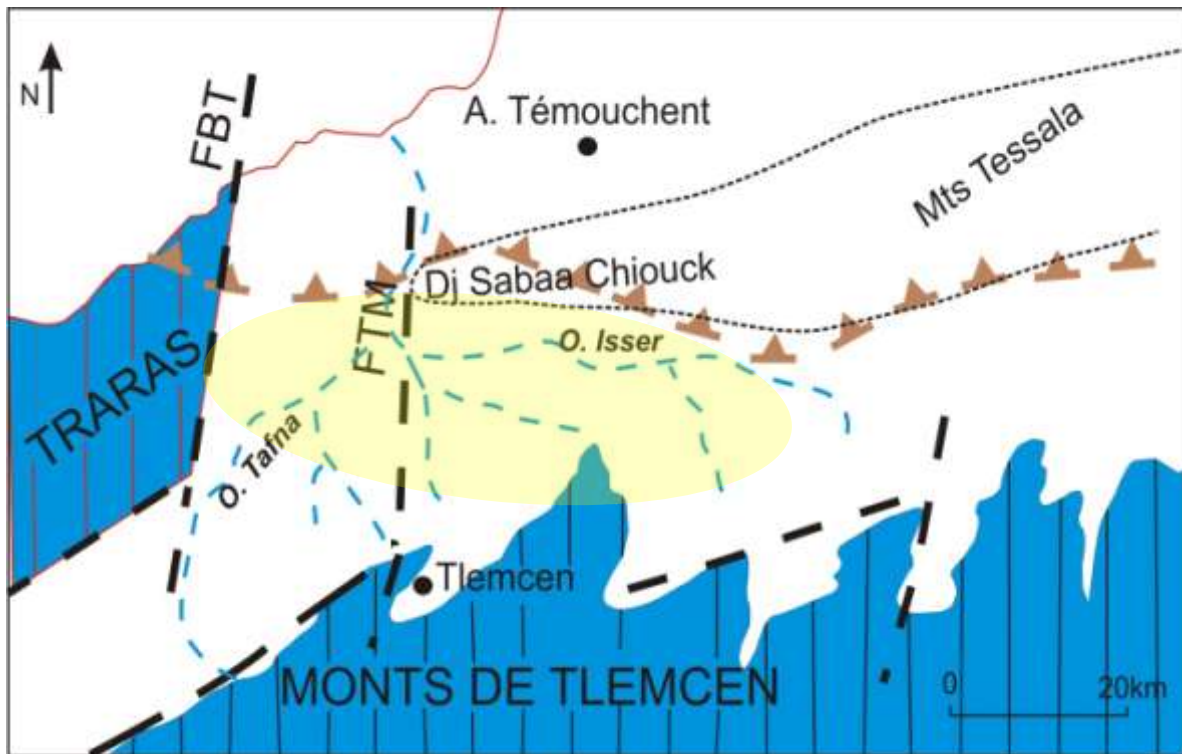 N
FBT
A. Témouchent
Mts Tessala
Dj Sabaa Chiouck
FTM
O. Isser
TRARAS
O. Tafna
Tlemcen
MONTS DE TLEMCEN
0 20km